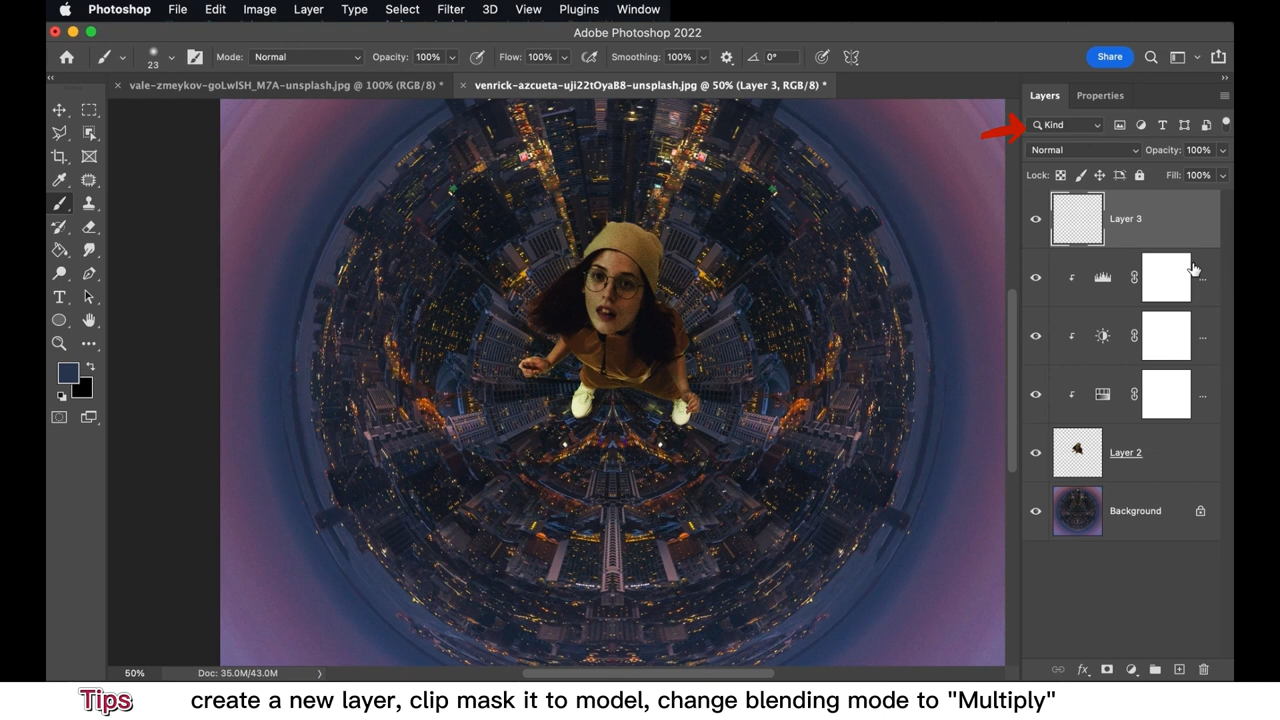 Photoshop File Edit Image Layer Type Select Filter 3D View Plugins Window
Adobe Photoshop 2022
23 Mode: Normal Opacity: 100% Flow: 100% Smoothing: 100% 0° Share
vale-zmeykov-goLwlSH_M7A-unsplash.jpg @ 100% (RGB/8) * venrick-azcueta-uji22tOyaB8-unsplash.jpg @ 50% (Layer 3, RGB/8) *
Layers Properties
Kind
Normal Opacity: 100%
Lock: Fill: 100%
Layer 3
...
...
...
Layer 2
Background
50% Doc: 35.0M/43.0M
Tips create a new layer, clip mask it to model, change blending mode to "Multiply"